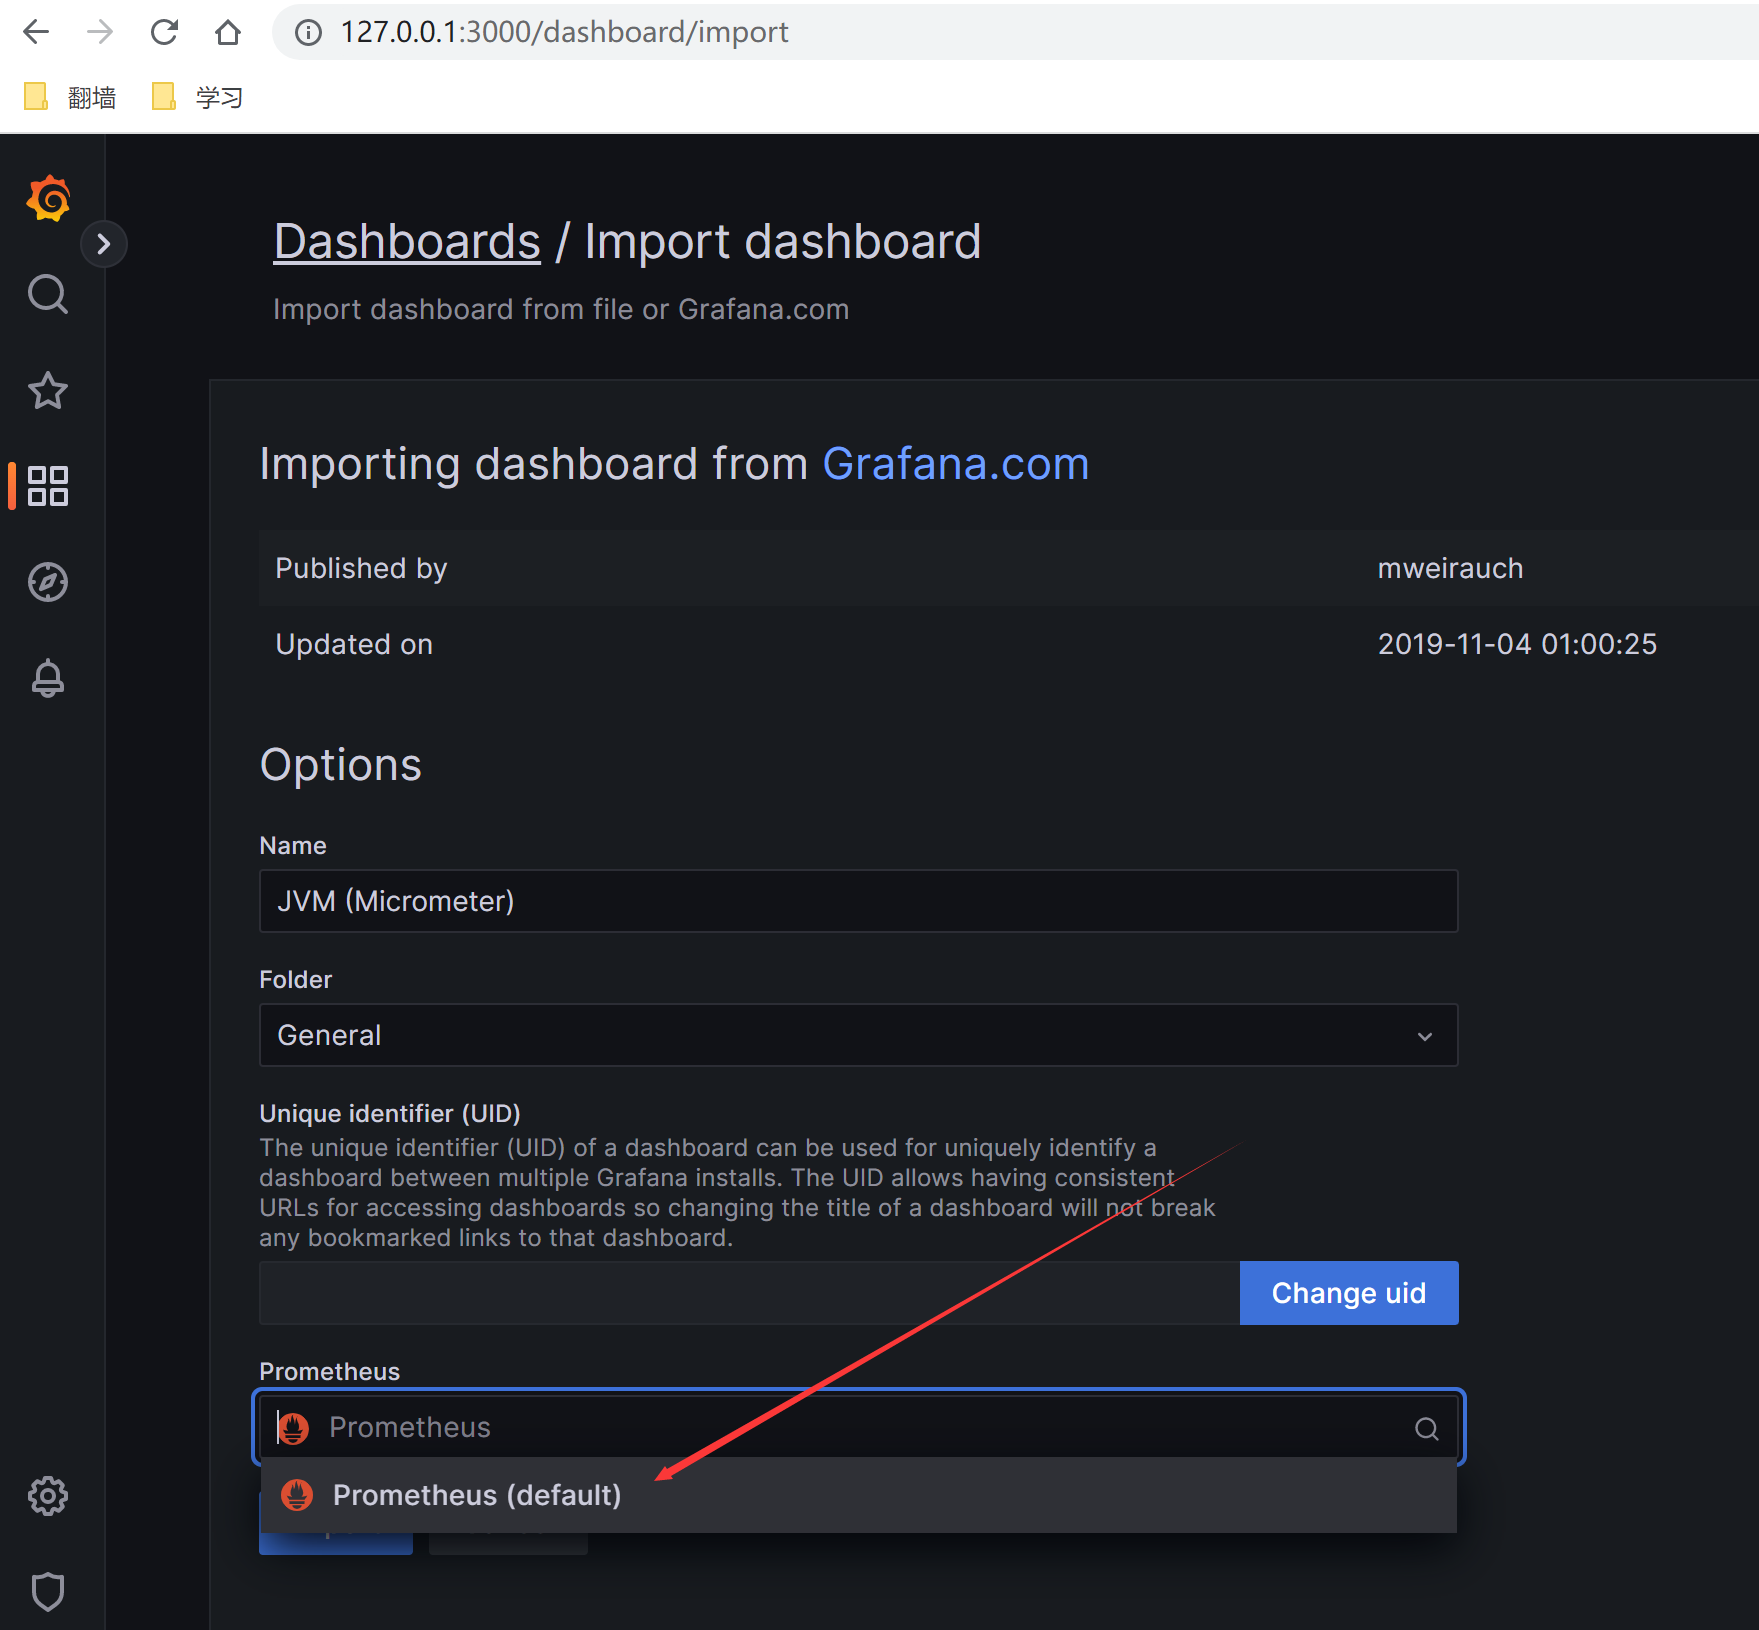 127.0.0.1:3000/dashboard/import
翻墙 学习
Dashboards / Import dashboard
Import dashboard from file or Grafana.com
Importing dashboard from Grafana.com
Published by mweirauch
Updated on 2019-11-04 01:00:25
Options
Name
JVM (Micrometer)
Folder
General
Unique identifier (UID)
The unique identifier (UID) of a dashboard can be used for uniquely identify a
dashboard between multiple Grafana installs. The UID allows having consistent
URLs for accessing dashboards so changing the title of a dashboard will not break
any bookmarked links to that dashboard.
Change uid
Prometheus
Prometheus
Prometheus (default)